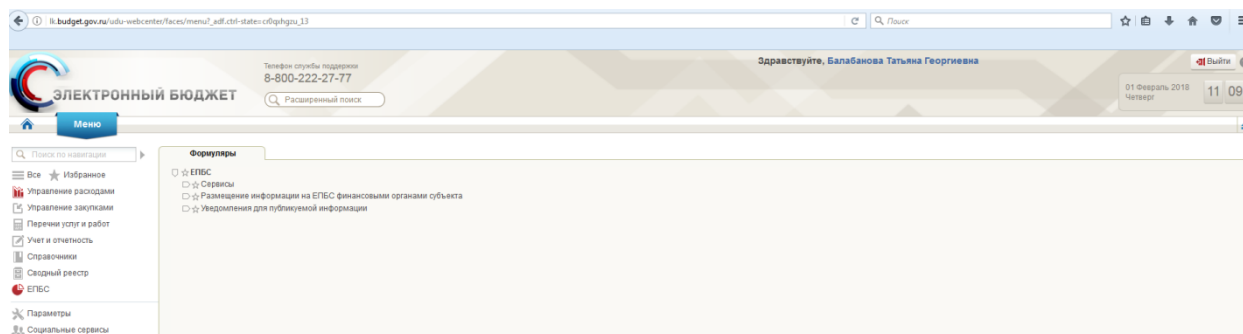 lk.budget.gov.ru/udu-webcenter/faces/menu?_adf.ctrl-state=cr0qxhgzu_13
Поиск
Телефон службы поддержки
8-800-222-27-77
Здравствуйте, Балабанова Татьяна Георгиевна
Выйти
ЭЛЕКТРОННЫЙ БЮДЖЕТ
Расширенный поиск
01 Февраль 2018
Четверг
11 09
Меню
Поиск по навигации
Формуляры
Все Избранное
Управление расходами
Управление закупками
Перечни услуг и работ
Учет и отчетность
Справочники
Сводный реестр
ЕПБС
Параметры
Социальные сервисы
ЕПБС
Сервисы
Размещение информации на ЕПБС финансовыми органами субъекта
Уведомления для публикуемой информации